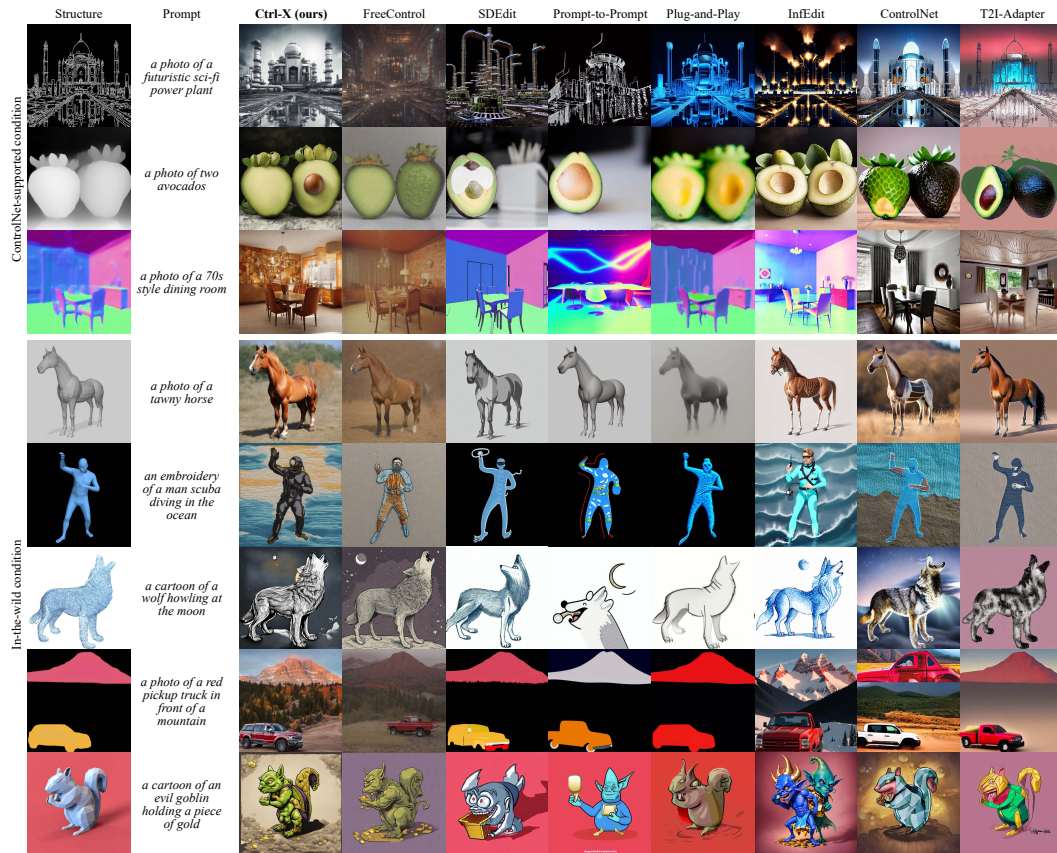 Structure Prompt Ctrl-X (ours) FreeControl SDEdit Prompt-to-Prompt Plug-and-Play InfEdit ControlNet T2I-Adapter
ControlNet-supported condition
a photo of a
futuristic sci-fi
power plant
a photo of two
avocados
a photo of a 70s
style dining room
In-the-wild condition
a photo of a
tawny horse
an embroidery
of a man scuba
diving in the
ocean
a cartoon of a
wolf howling at
the moon
a photo of a red
pickup truck in
front of a
mountain
a cartoon of an
evil goblin
holding a piece
of gold